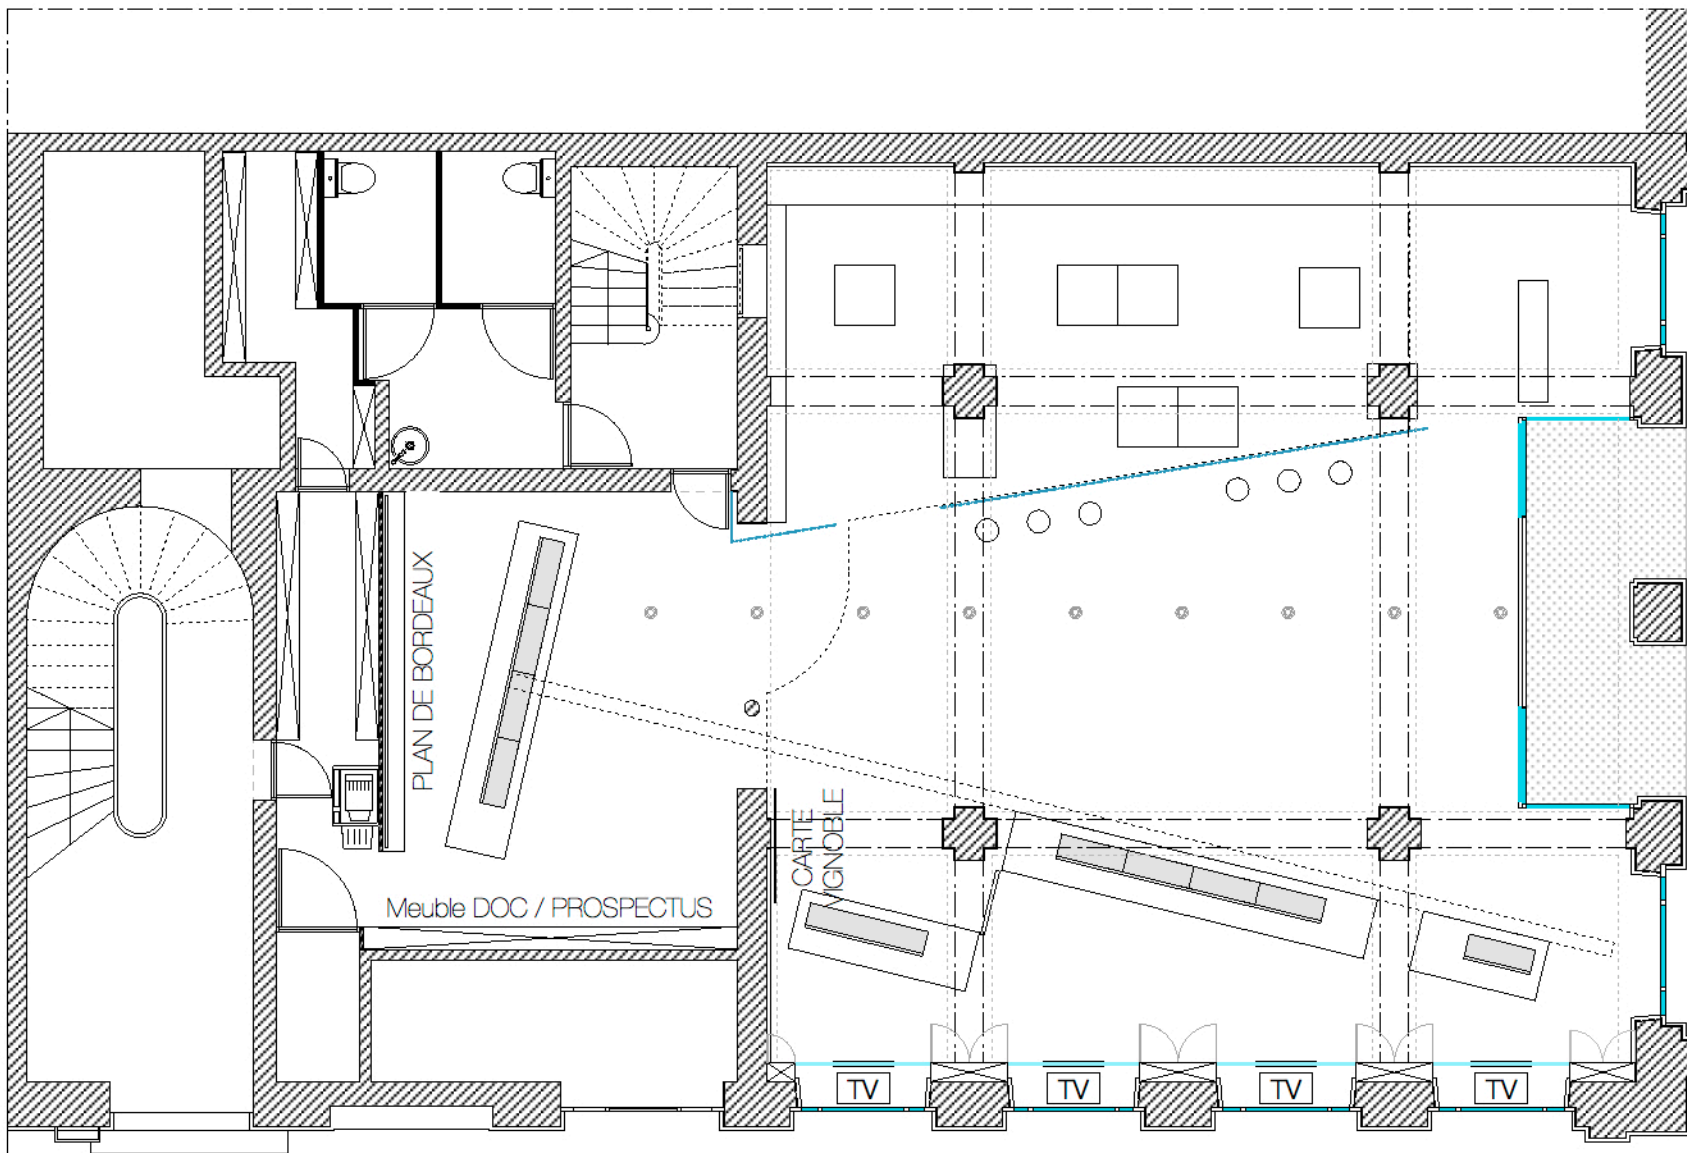 PLAN DE BORDEAUX
CARTE
VIGNOBLE
Meuble DOC / PROSPECTUS
TV
TV
TV
TV